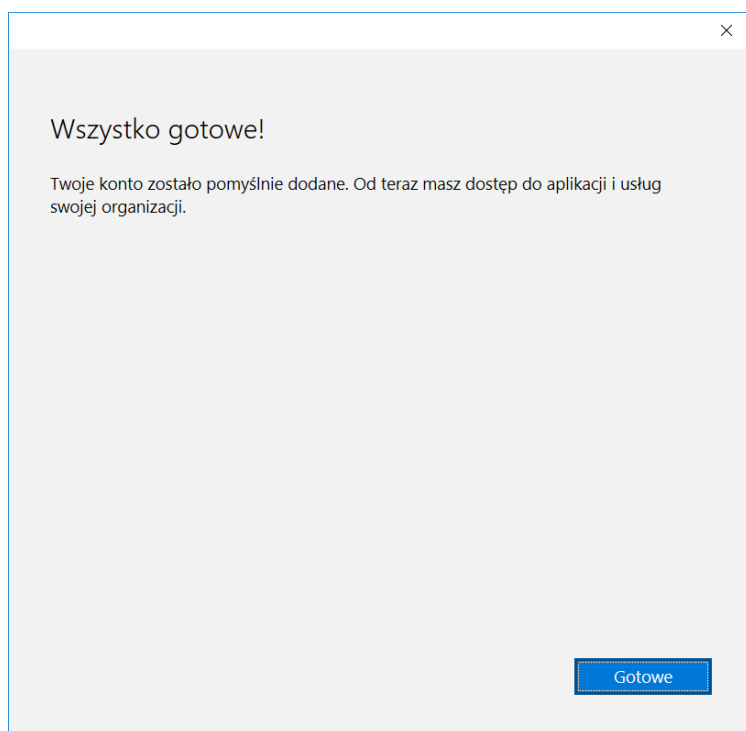 Wszystko gotowe!
Twoje konto zostało pomyślnie dodane. Od teraz masz dostęp do aplikacji i usług
swojej organizacji.
Gotowe